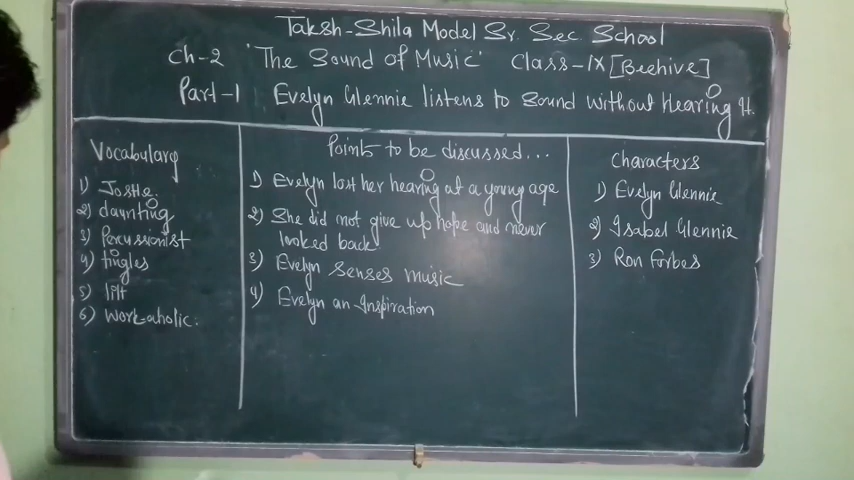 Taksh-Shila Model Sr. Sec. School
Ch-2 'The Sound of Music' Class-IX [Beehive]
Part-1 Evelyn Glennie listens to Sound without Hearing it.
Vocabulary
1) Jostle.
2) daunting
3) Percussionist
4) tingles
5) lilt
6) workaholic.
Points to be discussed...
1) Evelyn lost her hearing at a young age
2) She did not give up hope and never
looked back
3) Evelyn senses music
4) Evelyn an Inspiration
Characters
1) Evelyn Glennie
2) Isabel Glennie
3) Ron Forbes